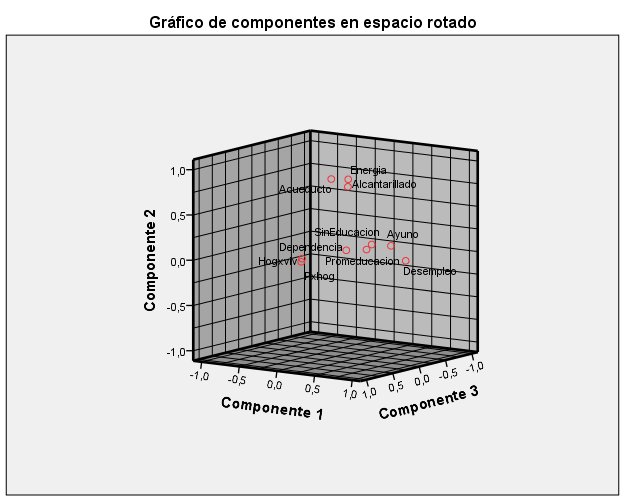 Gráfico de componentes en espacio rotado
Componente 2
1,0
0,5
0,0
-0,5
-1,0
Energia
Alcantarillado
Acueducto
SinEducacion
Ayuno
Dependencia
Promeducacion
Hogxviv
Desempleo
Pxhog
-1,0
-0,5
0,0
0,5
1,0
Componente 1
1,0
0,5
0,0
-0,5
-1,0
Componente 3